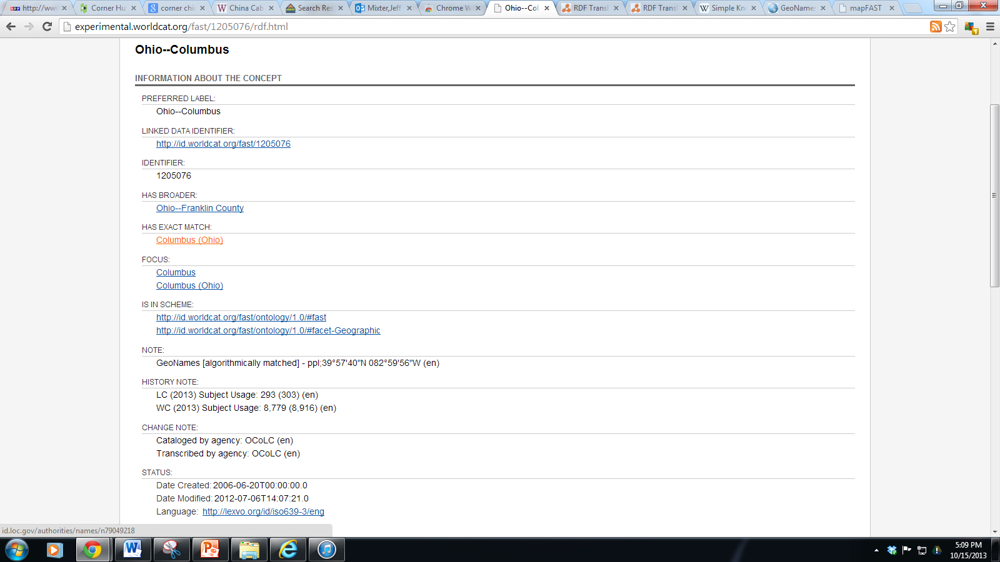 http://ww
Corner Hu
corner chi
China Cab
Search Res
Mixter,Jeff
Chrome W
Ohio--Col
RDF Transl
RDF Transl
Simple Kn
GeoNames
mapFAST
experimental.worldcat.org/fast/1205076/rdf.html
Ohio--Columbus
INFORMATION ABOUT THE CONCEPT
PREFERRED LABEL:
Ohio--Columbus
LINKED DATA IDENTIFIER:
http://id.worldcat.org/fast/1205076
IDENTIFIER:
1205076
HAS BROADER:
Ohio--Franklin County
HAS EXACT MATCH:
Columbus (Ohio)
FOCUS:
Columbus
Columbus (Ohio)
IS IN SCHEME:
http://id.worldcat.org/fast/ontology/1.0/#fast
http://id.worldcat.org/fast/ontology/1.0/#facet-Geographic
NOTE:
GeoNames [algorithmically matched] - ppl;39°57'40"N 082°59'56"W (en)
HISTORY NOTE:
LC (2013) Subject Usage: 293 (303) (en)
WC (2013) Subject Usage: 8,779 (8,916) (en)
CHANGE NOTE:
Cataloged by agency: OCoLC (en)
Transcribed by agency: OCoLC (en)
STATUS:
Date Created: 2006-06-20T00:00:00.0
Date Modified: 2012-07-06T14:07:21.0
Language: http://lexvo.org/id/iso639-3/eng
id.loc.gov/authorities/names/n79049218
5:09 PM
10/15/2013